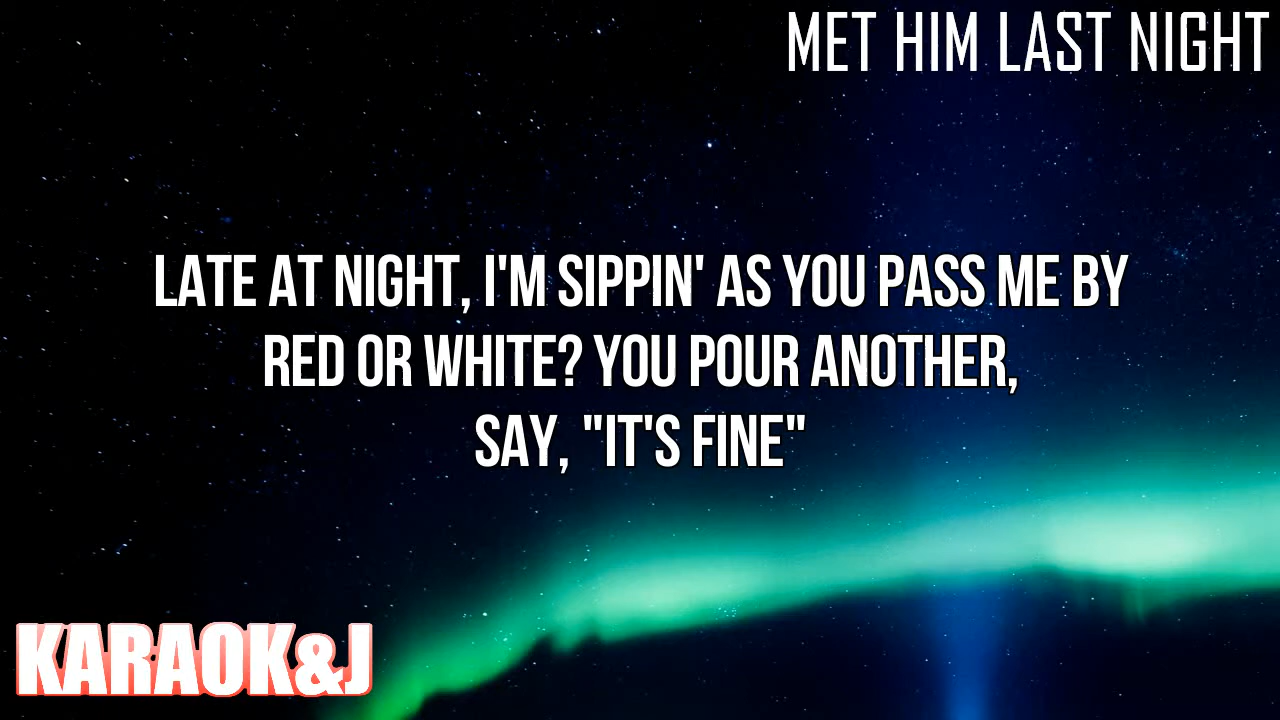 MET HIM LAST NIGHT
LATE AT NIGHT, I'M SIPPIN' AS YOU PASS ME BY
RED OR WHITE? YOU POUR ANOTHER,
SAY, "IT'S FINE"
KARAOK&J